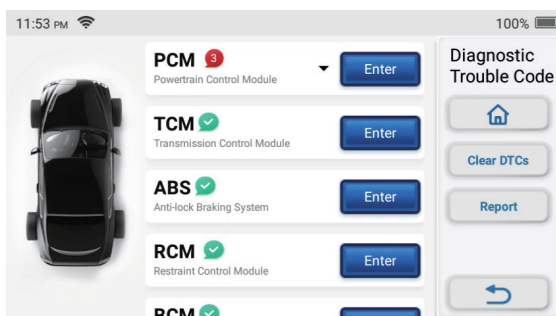 11:53 PM
100%
PCM 3
Powertrain Control Module
Enter
TCM
Transmission Control Module
Enter
ABS
Anti-lock Braking System
Enter
RCM
Restraint Control Module
Enter
BCM
Diagnostic
Trouble Code
Clear DTCs
Report